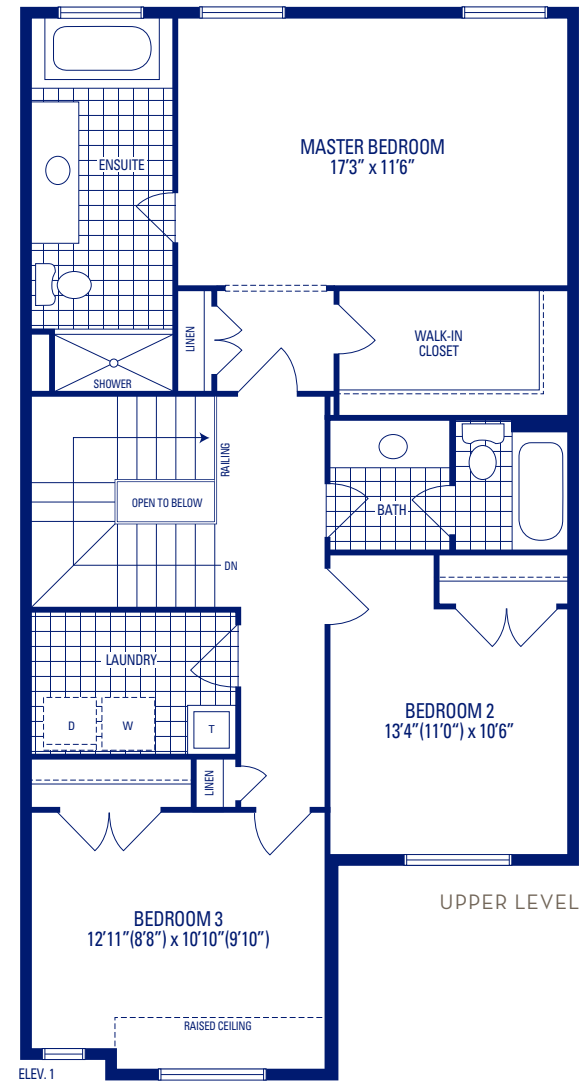 MASTER BEDROOM
17'3” x 11'6”
ENSUITE
LINEN
WALK-IN
CLOSET
SHOWER
RAILING
OPEN TO BELOW
BATH
DN
LAUNDRY
D
W
T
BEDROOM 2
13'4”(11'0“) x 10'6”
LINEN
UPPER LEVEL
BEDROOM 3
12'11”(8'8”) x 10'10”(9'10”)
RAISED CEILING
ELEV. 1